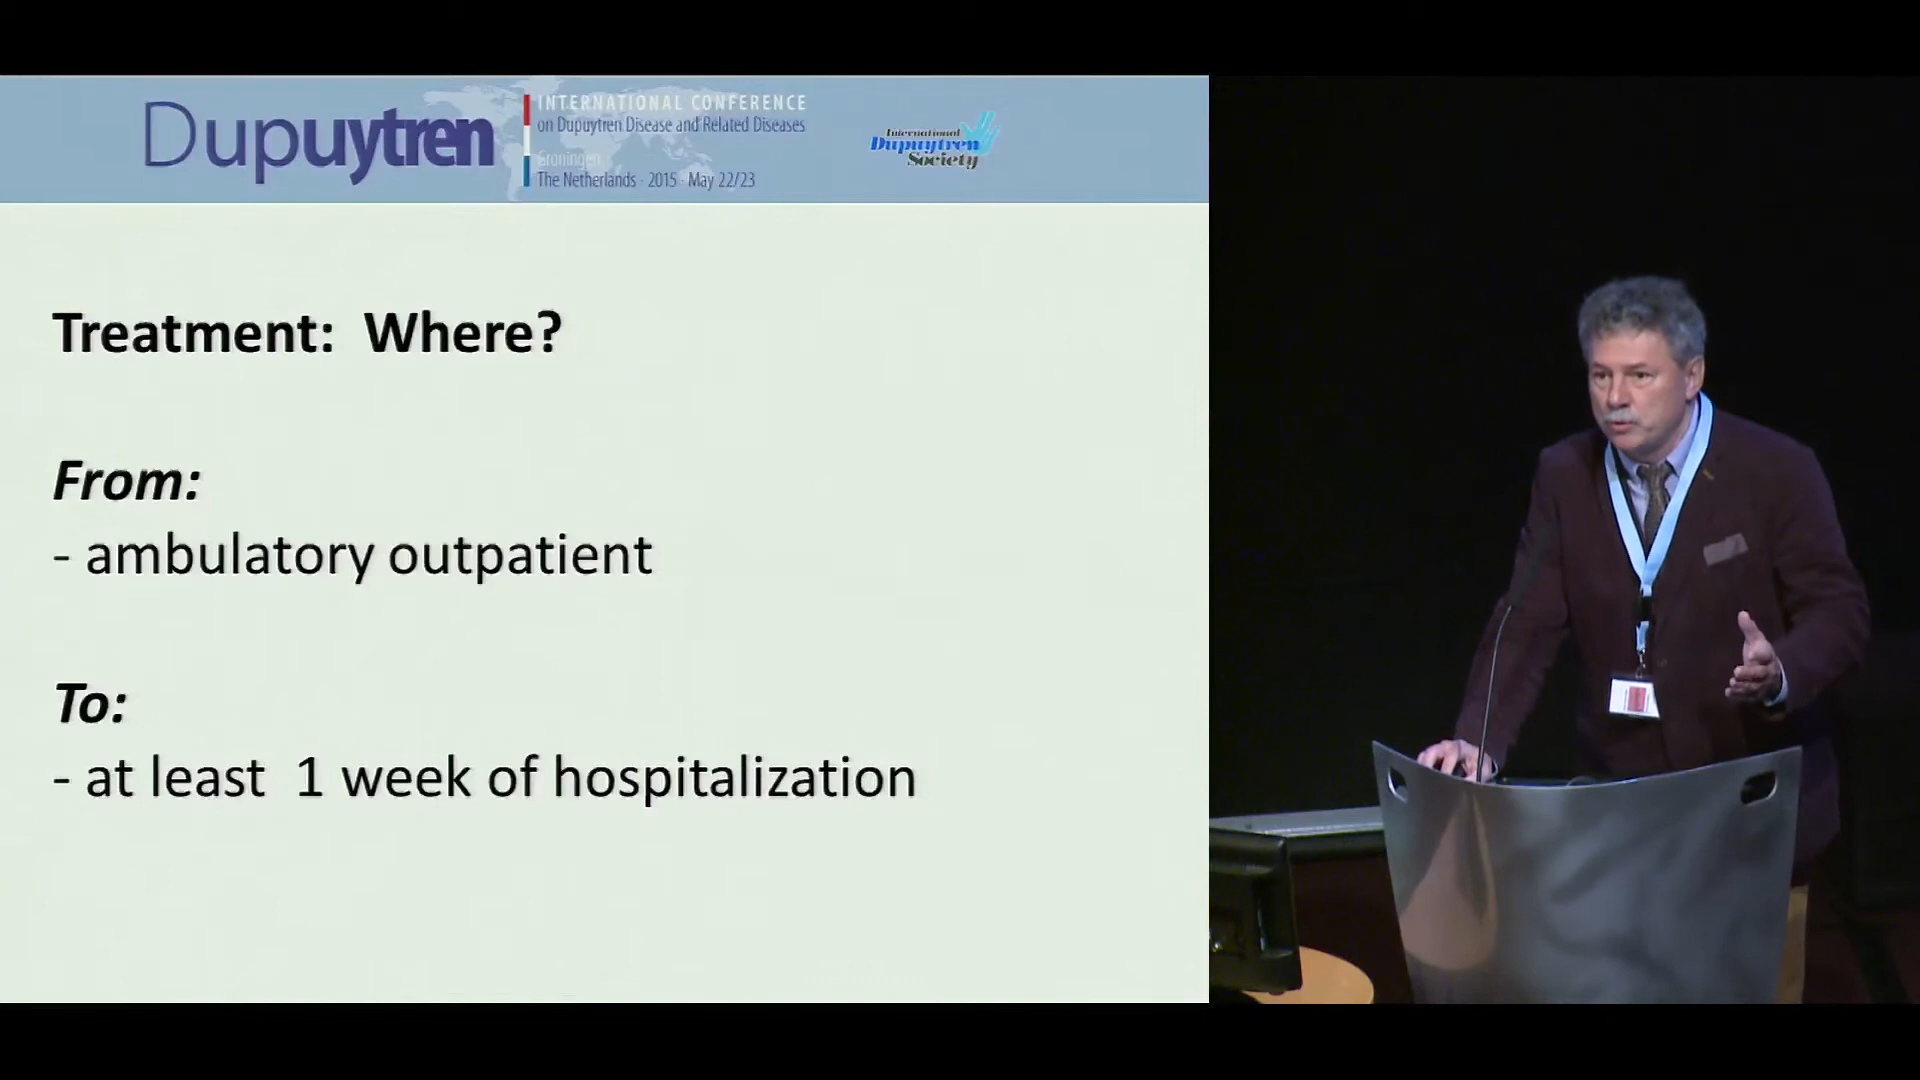 Dupuytren
INTERNATIONAL CONFERENCE
on Dupuytren Disease and Related Diseases
Groningen
The Netherlands · 2015 · May 22/23
International
Dupuytren
Society
Treatment: Where?
From:
- ambulatory outpatient
To:
- at least 1 week of hospitalization